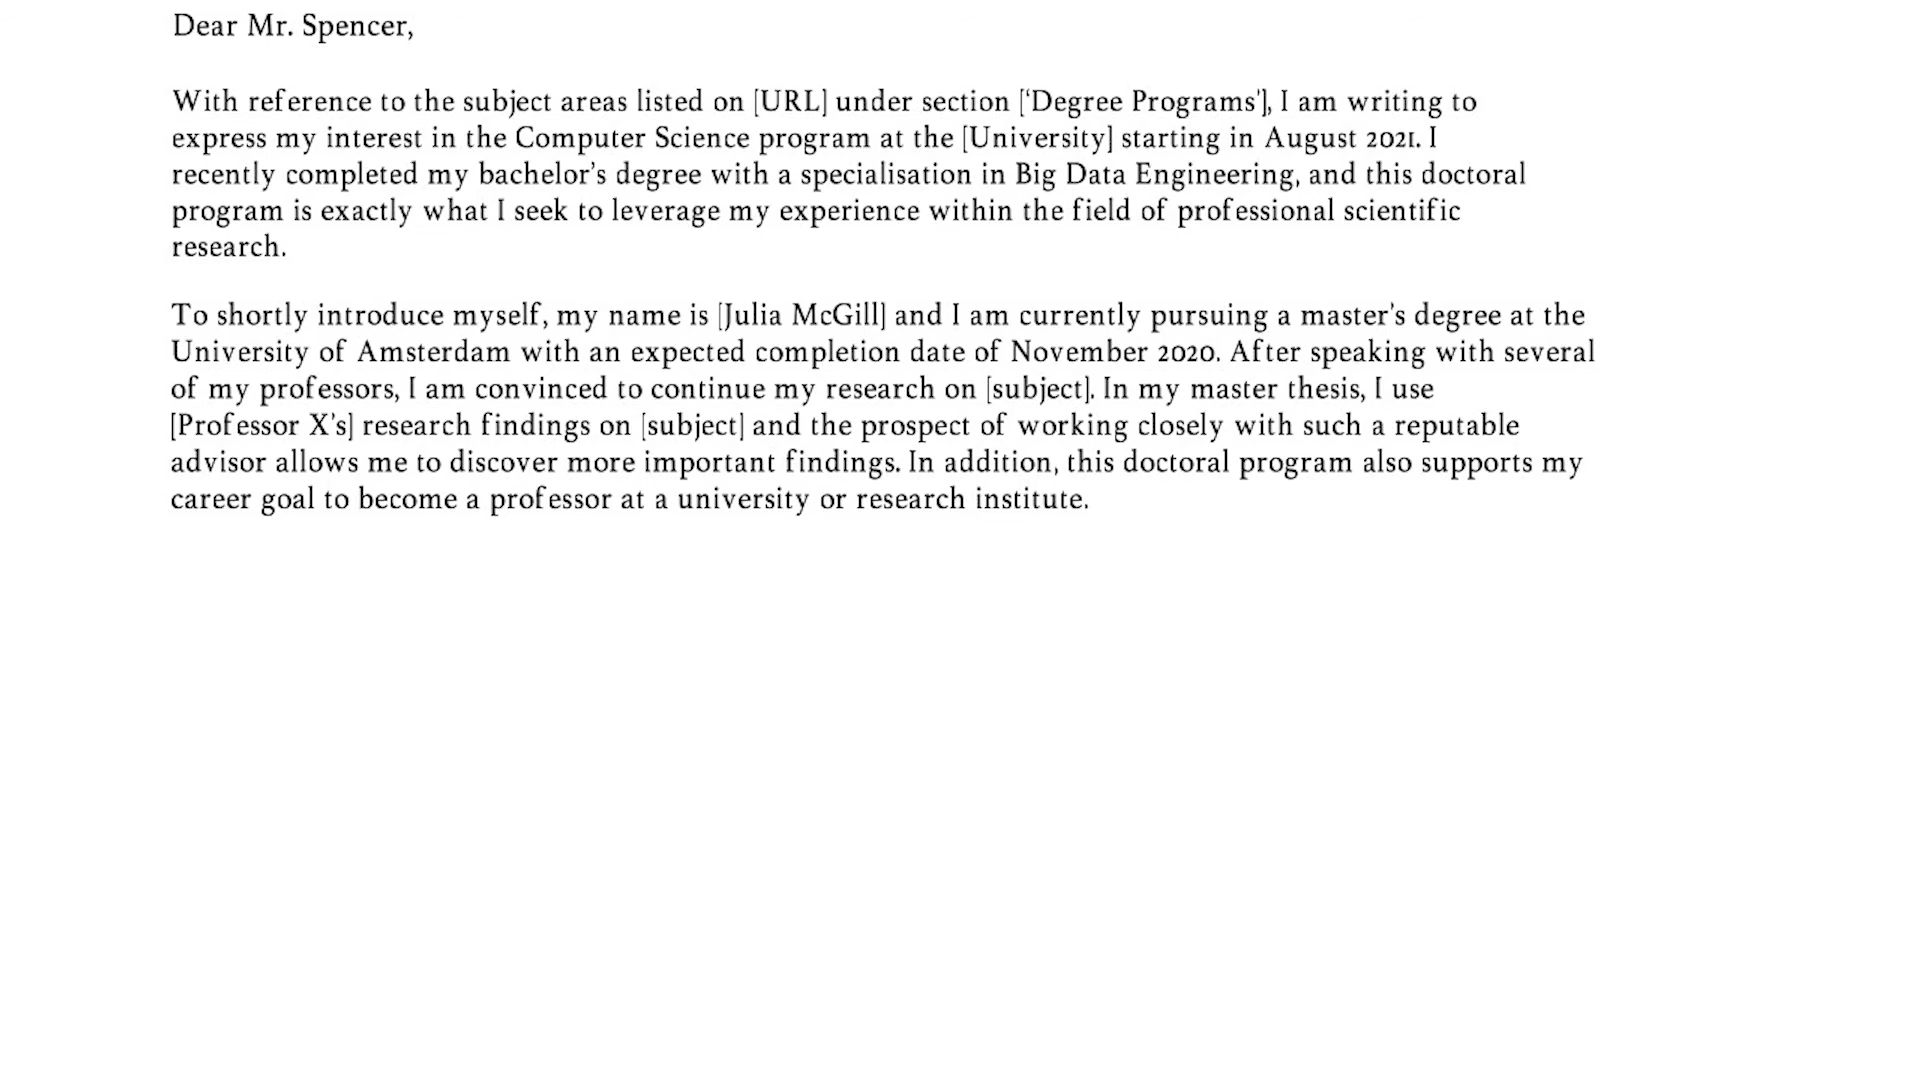 Dear Mr. Spencer,
With reference to the subject areas listed on [URL] under section [‘Degree Programs’], I am writing to
express my interest in the Computer Science program at the [University] starting in August 2021. I
recently completed my bachelor’s degree with a specialisation in Big Data Engineering, and this doctoral
program is exactly what I seek to leverage my experience within the field of professional scientific
research.
To shortly introduce myself, my name is [Julia McGill] and I am currently pursuing a master’s degree at the
University of Amsterdam with an expected completion date of November 2020. After speaking with several
of my professors, I am convinced to continue my research on [subject]. In my master thesis, I use
[Professor X’s] research findings on [subject] and the prospect of working closely with such a reputable
advisor allows me to discover more important findings. In addition, this doctoral program also supports my
career goal to become a professor at a university or research institute.